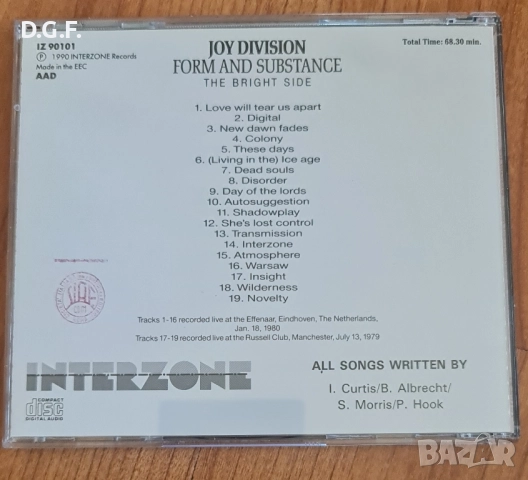 D.G.F.
IZ 90101
Ⓟ 1990 INTERZONE Records
Made in the EEC
AAD
JOY DIVISION
FORM AND SUBSTANCE
THE BRIGHT SIDE
Total Time: 68.30 min.
1. Love will tear us apart
2. Digital
3. New dawn fades
4. Colony
5. These days
6. (Living in the) Ice age
7. Dead souls
8. Disorder
9. Day of the lords
10. Autosuggestion
11. Shadowplay
12. She's lost control
13. Transmission
14. Interzone
15. Atmosphere
16. Warsaw
17. Insight
18. Wilderness
19. Novelty
Tracks 1-16 recorded live at the Effenaar, Eindhoven, The Netherlands,
Jan. 18, 1980
Tracks 17-19 recorded live at the Russell Club, Manchester, July 13, 1979
INTERZONE
COMPACT
disc
DIGITAL AUDIO
ALL SONGS WRITTEN BY
I. Curtis/B. Albrecht/
S. Morris/P. Hook
BAZAR
.bg